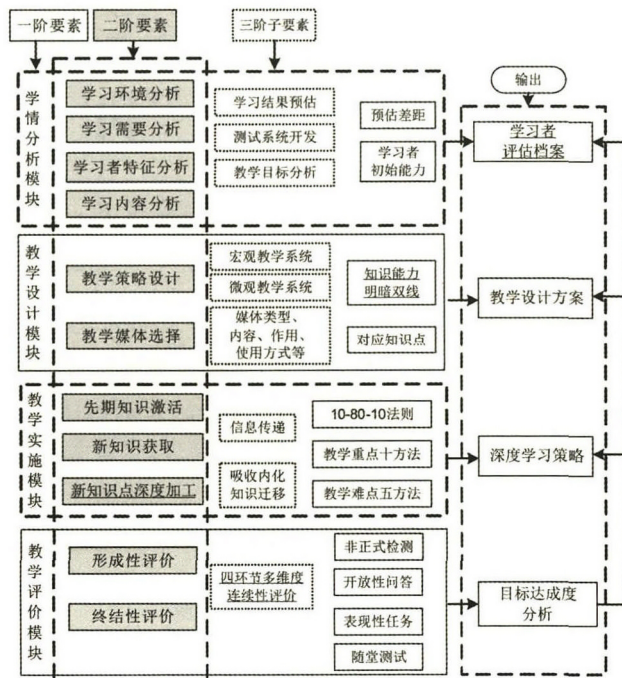 一阶要素
二阶要素
三阶子要素
输出
学情分析模块
学习环境分析
学习需要分析
学习者特征分析
学习内容分析
学习结果预估
测试系统开发
教学目标分析
预估差距
学习者
初始能力
学习者
评估档案
教学设计模块
教学策略设计
教学媒体选择
宏观教学系统
微观教学系统
媒体类型、
内容、作用、
使用方式等
知识能力
明暗双线
对应知识点
教学设计方案
教学实施模块
先期知识激活
新知识获取
新知识点深度加工
信息传递
吸收内化
知识迁移
10-80-10法则
教学重点十方法
教学难点五方法
深度学习策略
教学评价模块
形成性评价
终结性评价
四环节多维度
连续性评价
非正式检测
开放性问答
表现性任务
随堂测试
目标达成度
分析